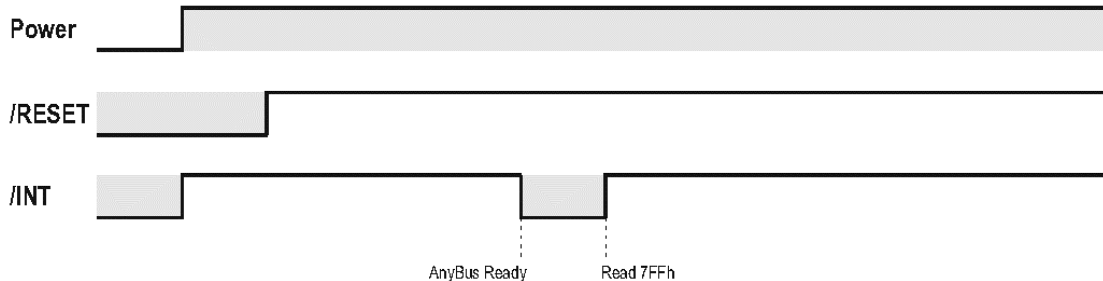 Power
/RESET
/INT
AnyBus Ready
Read 7FFh